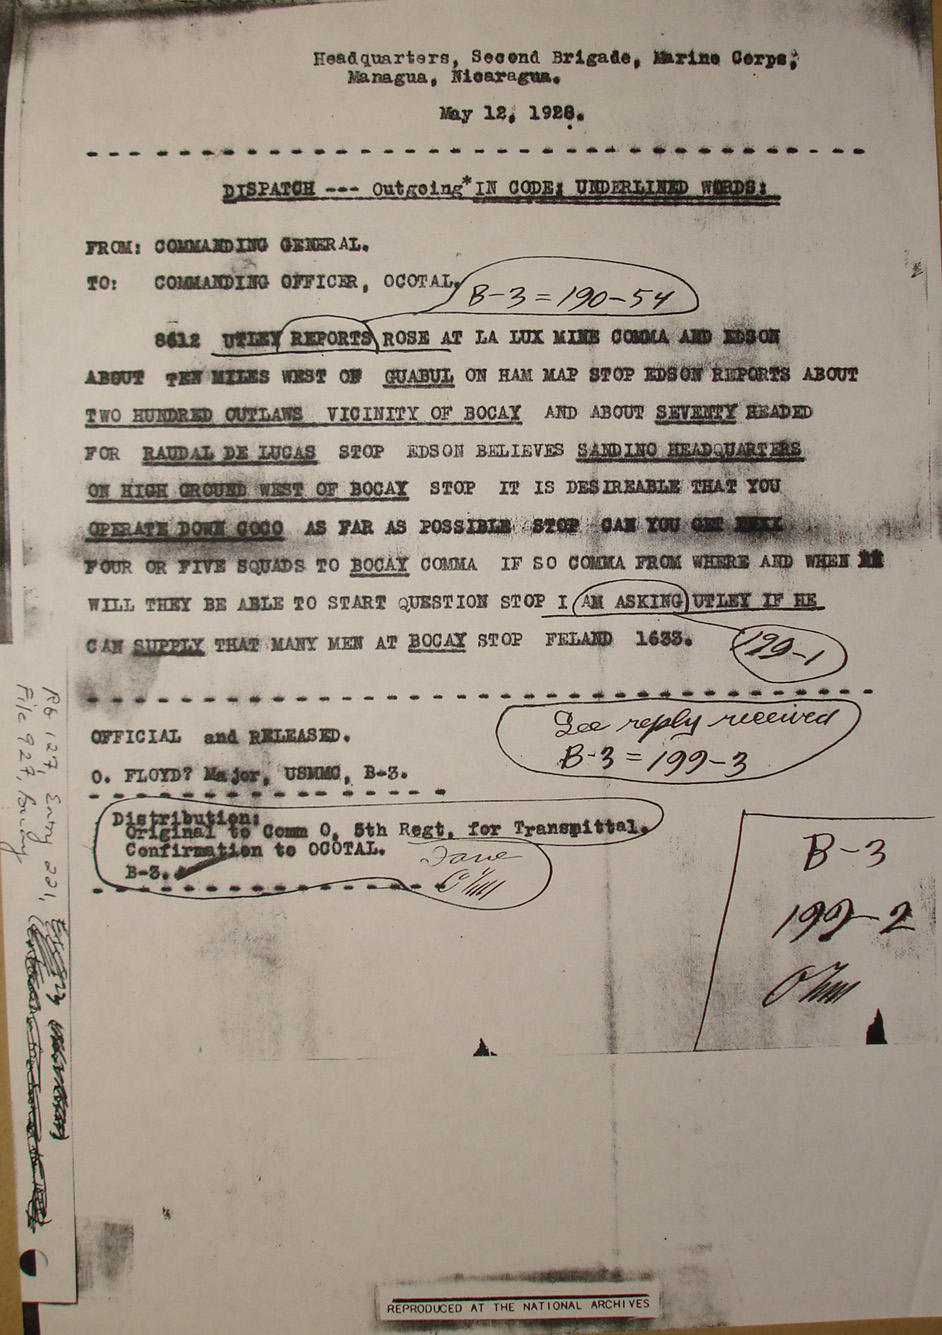 Headquarters, Second Brigade, Marine Corps,
Managua, Nicaragua.
May 12, 1928.
DISPATCH --- Outgoing* IN CODE; UNDERLINED WORDS:
FROM: COMMANDING GENERAL.
TO: COMMANDING OFFICER, OCOTAL.
B-3 = 190-54
8612 UTLEY REPORTS ROSE AT LA LUX MINE COMMA AND EDSON
ABOUT TEN MILES WEST OF GUABUL ON HAM MAP STOP EDSON REPORTS ABOUT
TWO HUNDRED OUTLAWS VICINITY OF BOCAY AND ABOUT SEVENTY HEADED
FOR RAUDAL DE LUCAS STOP EDSON BELIEVES SANDINO HEADQUARTERS
ON HIGH GROUND WEST OF BOCAY STOP IT IS DESIREABLE THAT YOU
OPERATE DOWN COCO AS FAR AS POSSIBLE STOP CAN YOU GET
FOUR OR FIVE SQUADS TO BOCAY COMMA IF SO COMMA FROM WHERE AND WHEN
WILL THEY BE ABLE TO START QUESTION STOP I AM ASKING UTLEY IF HE
CAN SUPPLY THAT MANY MEN AT BOCAY STOP FELAND 1633.
199-1
See reply received
B-3 = 199-3
OFFICIAL and RELEASED.
O. FLOYD? Major, USMMC, B-3.
Distribution:
Original to Comm O, 5th Regt, for Transmittal.
Confirmation to OCOTAL.
B-3.
B-3
199-2
RG 127, Entry 221,
File 927,
REPRODUCED AT THE NATIONAL ARCHIVES